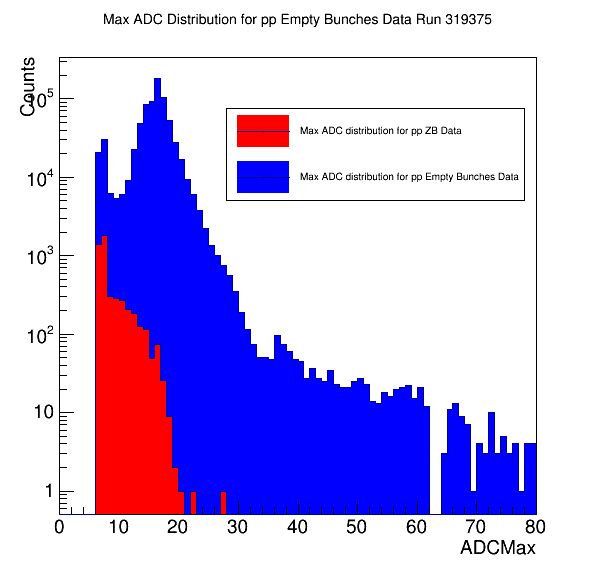 Max ADC Distribution for pp Empty Bunches Data Run 319375
Counts
10^5
10^4
10^3
10^2
10
1
Max ADC distribution for pp ZB Data
Max ADC distribution for pp Empty Bunches Data
0 10 20 30 40 50 60 70 80
ADCMax